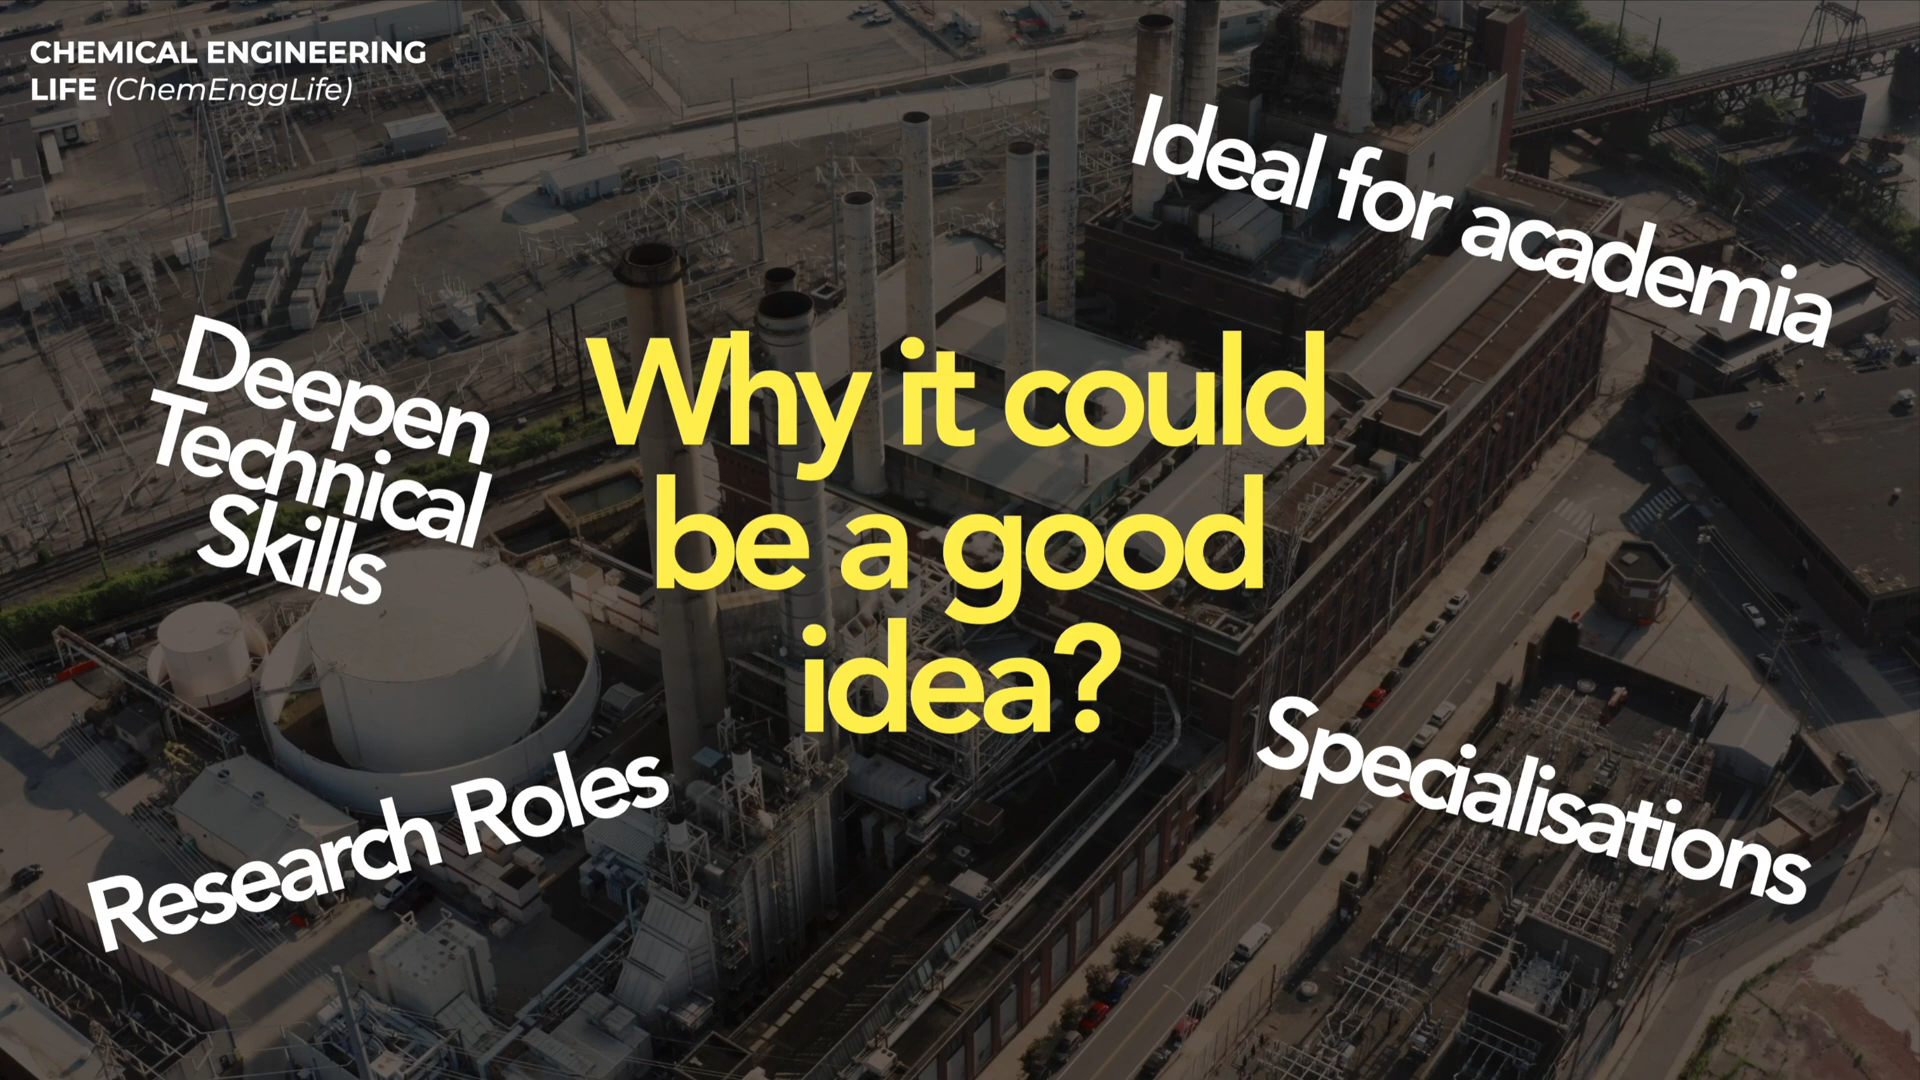 CHEMICAL ENGINEERING
LIFE (ChemEnggLife)
Ideal for academia
Deepen
Technical
Skills
Why it could
be a good
idea?
Research Roles
Specialisations